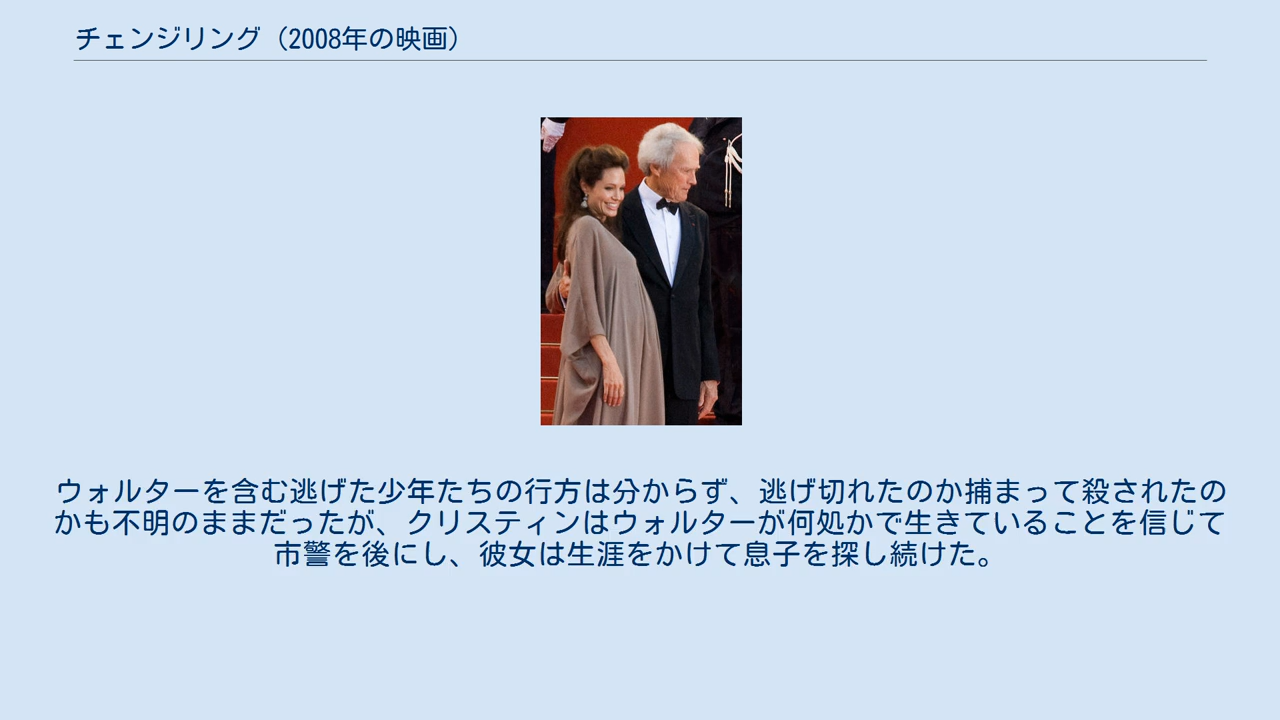 チェンジリング（2008年の映画）
ウォルターを含む逃げた少年たちの行方は分からず、逃げ切れたのか捕まって殺されたの
かも不明のままだったが、クリスティンはウォルターが何処かで生きていることを信じて
市警を後にし、彼女は生涯をかけて息子を探し続けた。